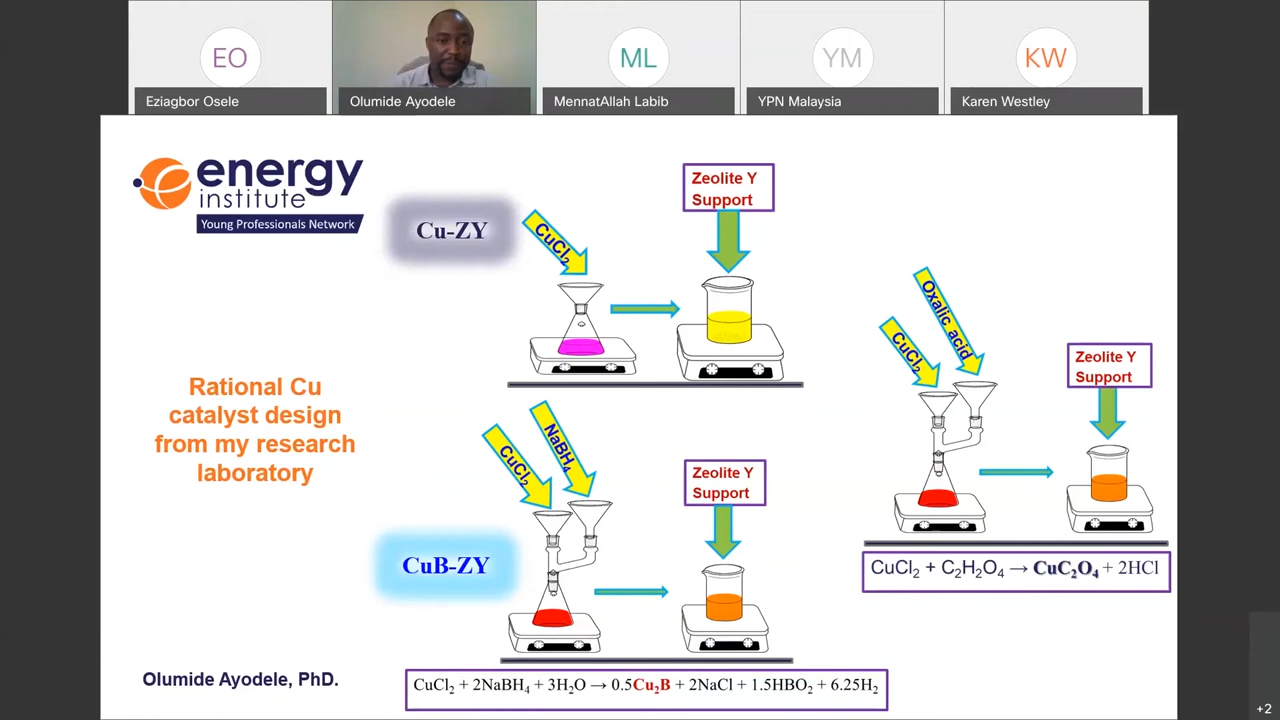 EO
ML
YM
KW
Eziagbor Osele
Olumide Ayodele
MennatAllah Labib
YPN Malaysia
Karen Westley
energy
institute
Young Professionals Network
Cu-ZY
CuCl₂
Zeolite Y
Support
Rational Cu
catalyst design
from my research
laboratory
CuB-ZY
CuCl₂
NaBH₄
Zeolite Y
Support
CuCl₂ + 2NaBH₄ + 3H₂O → 0.5Cu₂B + 2NaCl + 1.5HBO₂ + 6.25H₂
CuCl₂
Oxalic acid
Zeolite Y
Support
CuCl₂ + C₂H₂O₄ → CuC₂O₄ + 2HCl
Olumide Ayodele, PhD.
+2